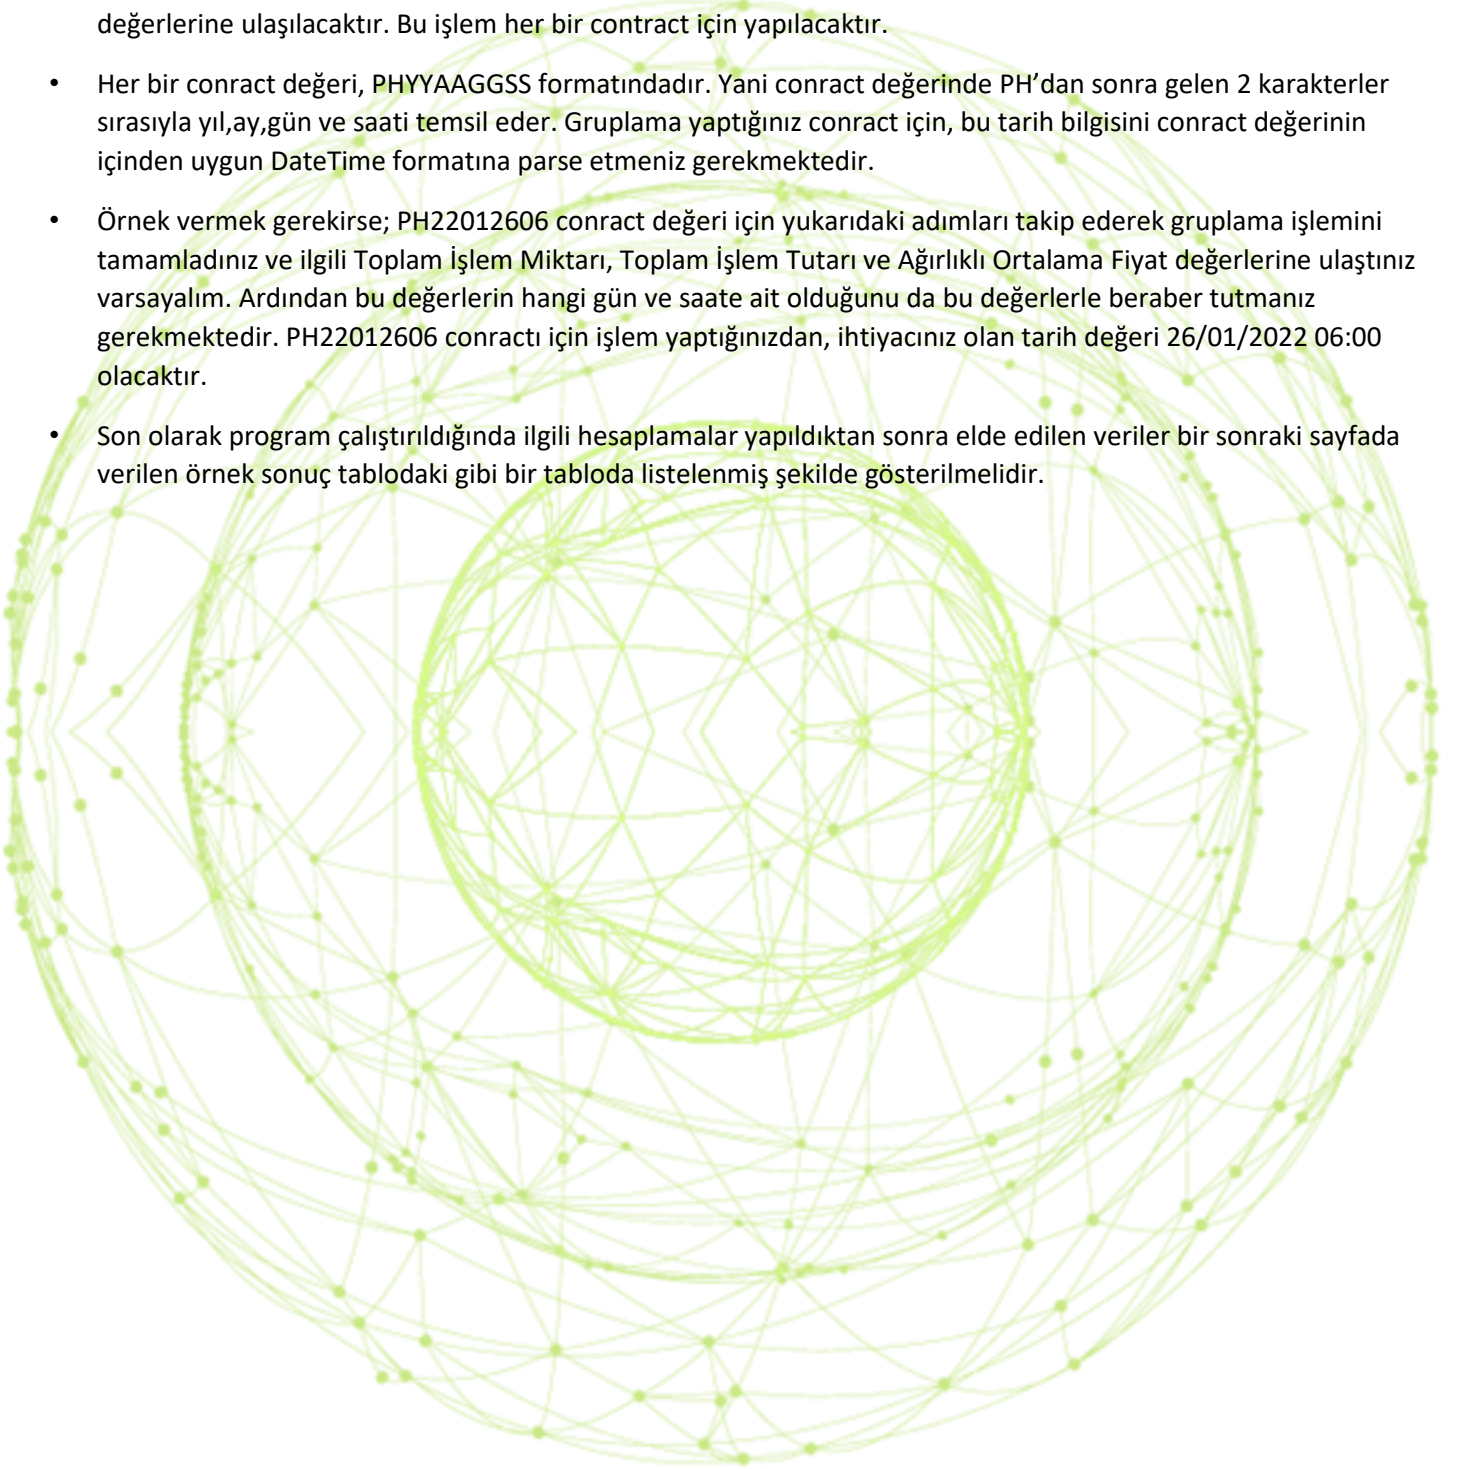 değerlerine ulaşılacaktır. Bu işlem her bir contract için yapılacaktır.
• Her bir conract değeri, PHYYAAGGSS formatındadır. Yani conract değerinde PH’dan sonra gelen 2 karakterler
sırasıyla yıl,ay,gün ve saati temsil eder. Gruplama yaptığınız conract için, bu tarih bilgisini conract değerinin
içinden uygun DateTime formatına parse etmeniz gerekmektedir.
• Örnek vermek gerekirse; PH22012606 conract değeri için yukarıdaki adımları takip ederek gruplama işlemini
tamamladınız ve ilgili Toplam İşlem Miktarı, Toplam İşlem Tutarı ve Ağırlıklı Ortalama Fiyat değerlerine ulaştınız
varsayalım. Ardından bu değerlerin hangi gün ve saate ait olduğunu da bu değerlerle beraber tutmanız
gerekmektedir. PH22012606 conractı için işlem yaptığınızdan, ihtiyacınız olan tarih değeri 26/01/2022 06:00
olacaktır.
• Son olarak program çalıştırıldığında ilgili hesaplamalar yapıldıktan sonra elde edilen veriler bir sonraki sayfada
verilen örnek sonuç tablodaki gibi bir tabloda listelenmiş şekilde gösterilmelidir.